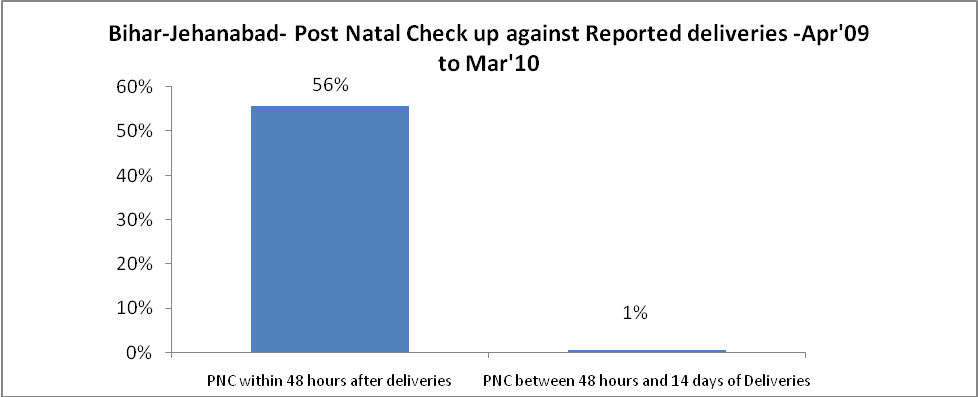 Bihar-Jehanabad- Post Natal Check up against Reported deliveries -Apr'09
to Mar'10
60%
56%
50%
40%
30%
20%
10%
1%
0%
PNC within 48 hours after deliveries
PNC between 48 hours and 14 days of Deliveries